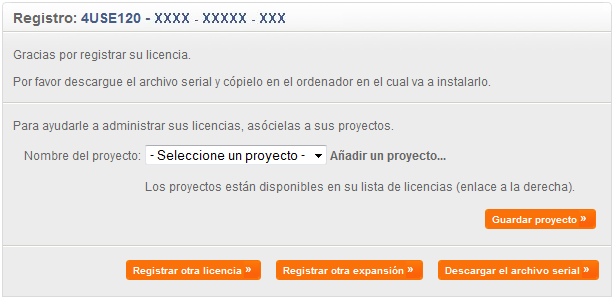 Registro: 4USE120 - XXXX - XXXXX - XXX
Gracias por registrar su licencia.
Por favor descargue el archivo serial y cópielo en el ordenador en el cual va a instalarlo.
Para ayudarle a administrar sus licencias, asócielas a sus proyectos.
Nombre del proyecto: - Seleccione un proyecto - Añadir un proyecto...
Los proyectos están disponibles en su lista de licencias (enlace a la derecha).
Guardar proyecto »
Registrar otra licencia » Registrar otra expansión » Descargar el archivo serial »